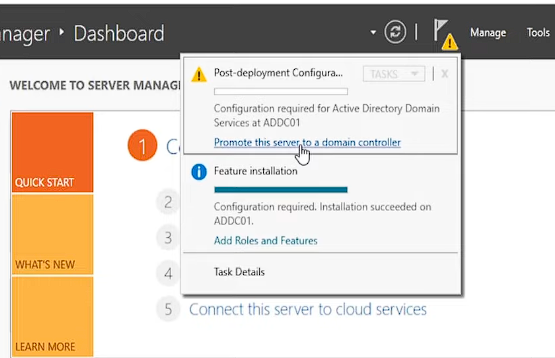 nager ‣ Dashboard
Manage
Tools
WELCOME TO SERVER MANAG
Post-deployment Configura...
TASKS
X
Configuration required for Active Directory Domain
Services at ADDC01
Promote this server to a domain controller
Feature installation
Configuration required. Installation succeeded on
ADDC01.
Add Roles and Features
Task Details
QUICK START
WHAT'S NEW
LEARN MORE
1 Co
2
3
4
5 Connect this server to cloud services